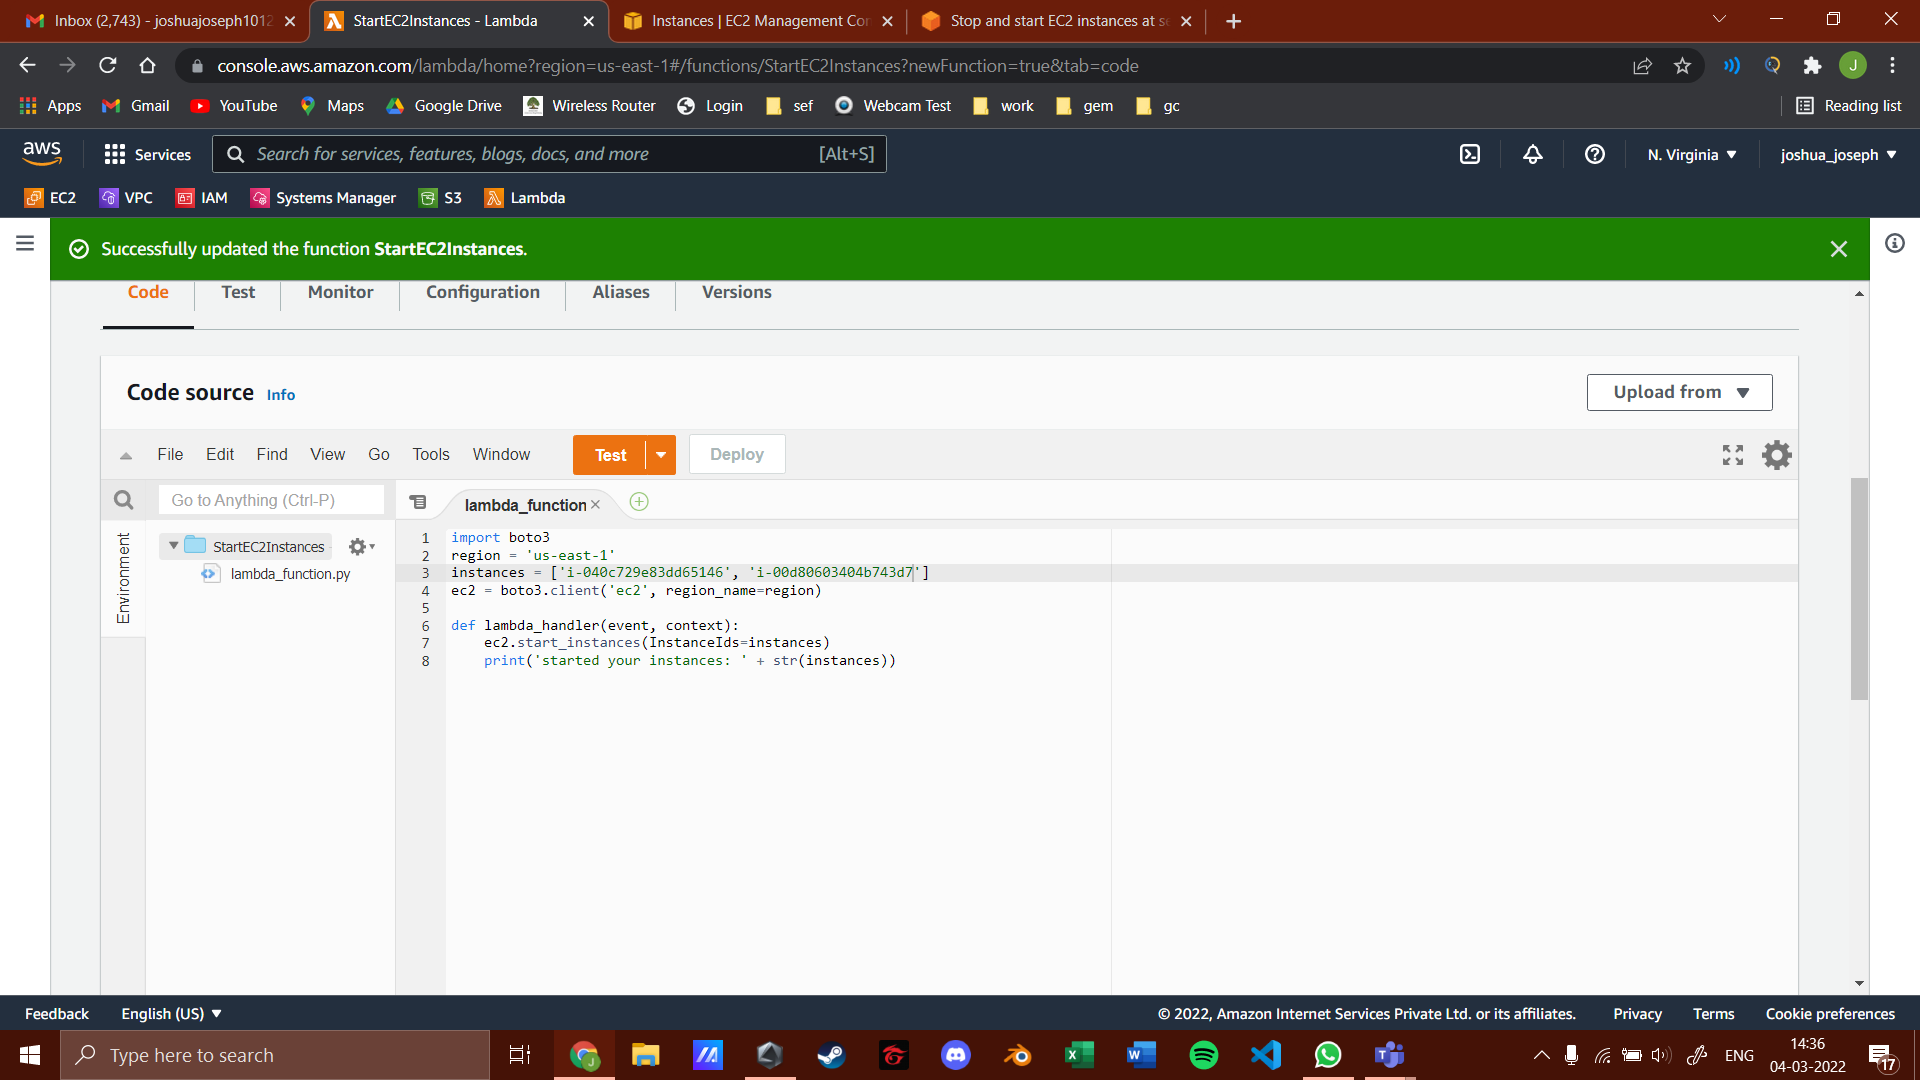 Inbox (2,743) - joshuajoseph1012
StartEC2Instances - Lambda
Instances | EC2 Management Con
Stop and start EC2 instances at se
console.aws.amazon.com/lambda/home?region=us-east-1#/functions/StartEC2Instances?newFunction=true&tab=code
J
Apps
Gmail
YouTube
Maps
Google Drive
Wireless Router
Login
sef
Webcam Test
work
gem
gc
Reading list
aws
Services
Search for services, features, blogs, docs, and more
[Alt+S]
N. Virginia
joshua_joseph
EC2
VPC
IAM
Systems Manager
S3
Lambda
Successfully updated the function StartEC2Instances.
Code
Test
Monitor
Configuration
Aliases
Versions
Code source Info
Upload from
File
Edit
Find
View
Go
Tools
Window
Test
Deploy
Go to Anything (Ctrl-P)
lambda_function
Environment
StartEC2Instances
lambda_function.py
1 import boto3
2 region = 'us-east-1'
3 instances = ['i-040c729e83dd65146', 'i-00d80603404b743d7']
4 ec2 = boto3.client('ec2', region_name=region)
5
6 def lambda_handler(event, context):
7     ec2.start_instances(InstanceIds=instances)
8     print('started your instances: ' + str(instances))
Feedback
English (US)
© 2022, Amazon Internet Services Private Ltd. or its affiliates.
Privacy
Terms
Cookie preferences
Type here to search
ENG
14:36
04-03-2022
17